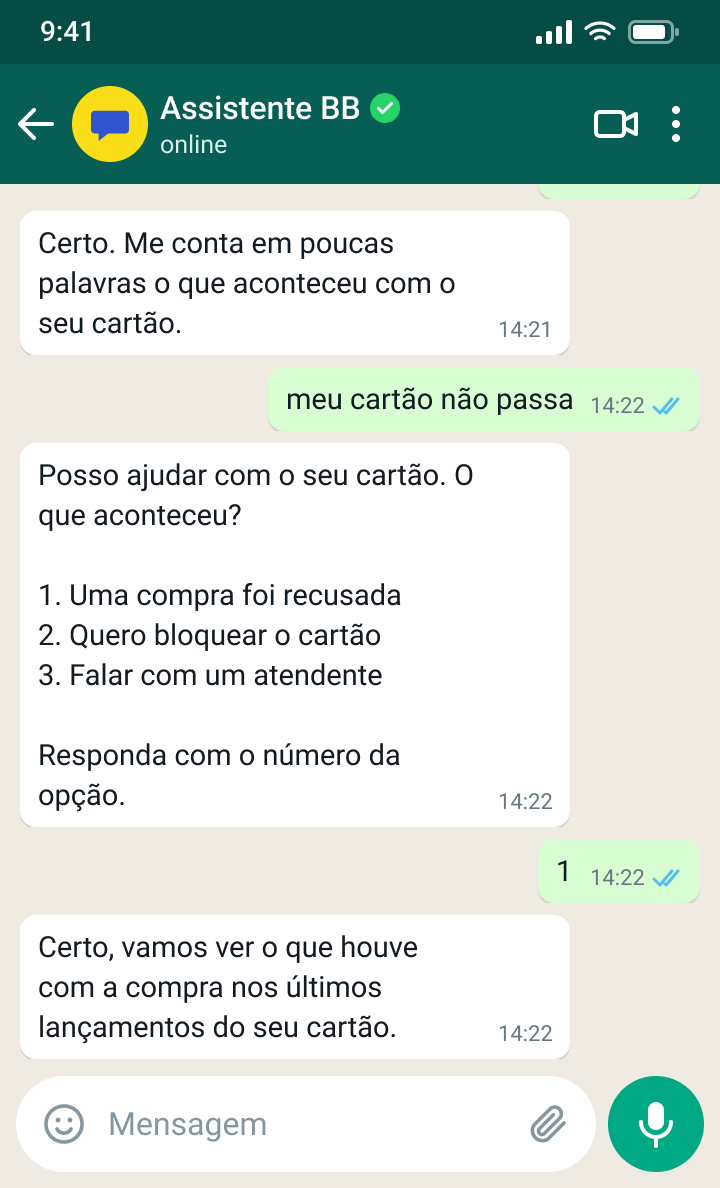 9:41
Assistente BB
online
Certo. Me conta em poucas
palavras o que aconteceu com o
seu cartão.
14:21
meu cartão não passa
14:22
Posso ajudar com o seu cartão. O
que aconteceu?
1. Uma compra foi recusada
2. Quero bloquear o cartão
3. Falar com um atendente
Responda com o número da
opção.
14:22
1
14:22
Certo, vamos ver o que houve
com a compra nos últimos
lançamentos do seu cartão.
14:22
Mensagem